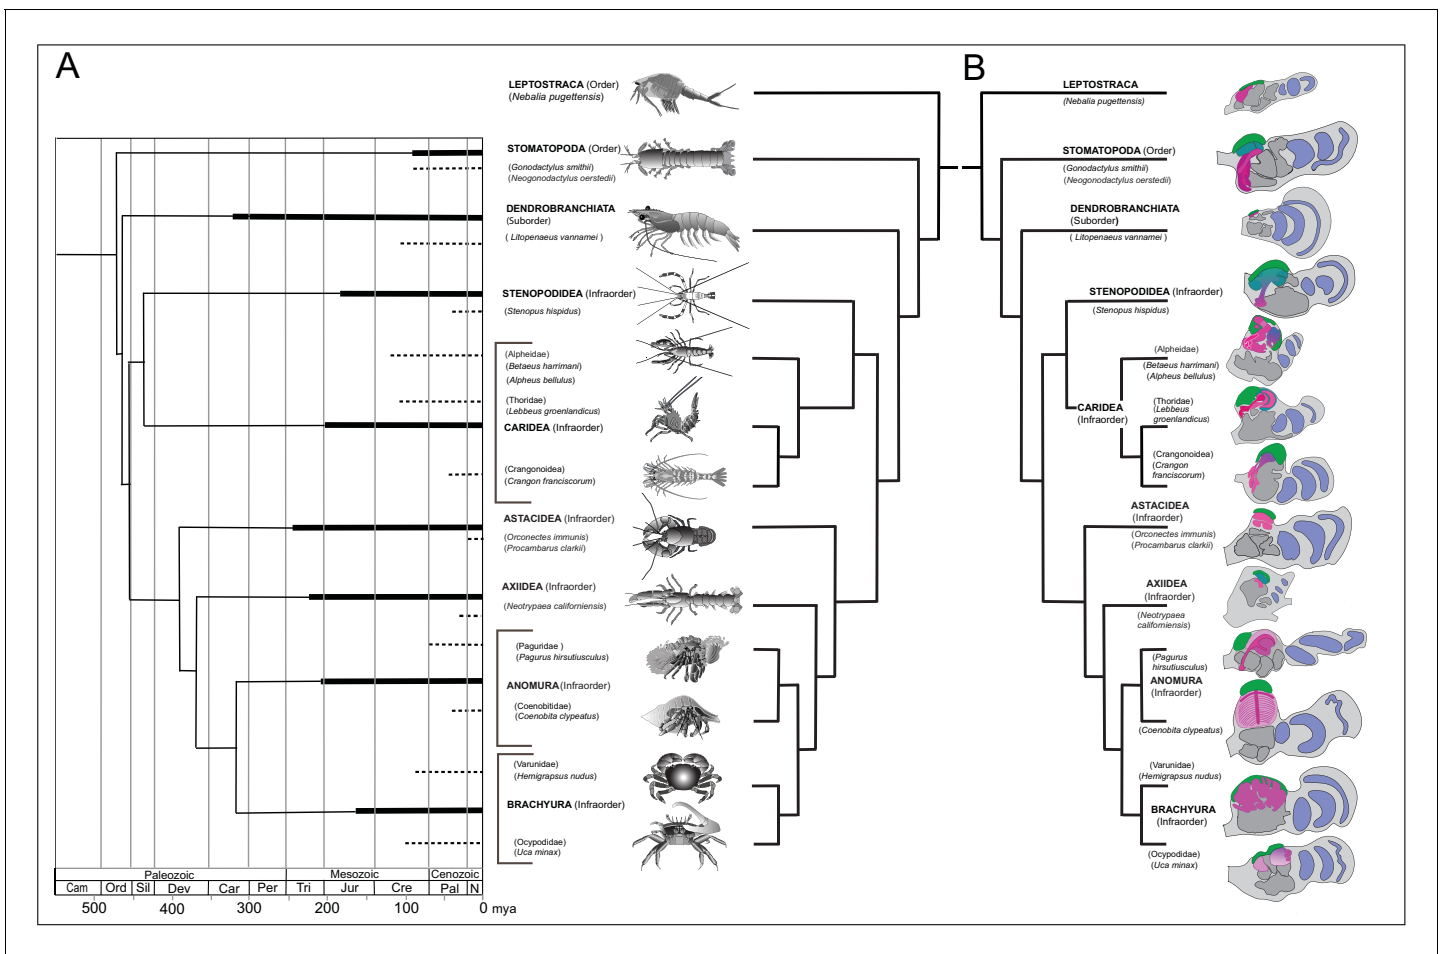 A
LEPTOSTRACA (Order)
(Nebalia pugettensis)
STOMATOPODA (Order)
(Gonodactylus smithii)
(Neogonodactylus oerstedii)
DENDROBRANCHIATA
(Suborder)
( Litopenaeus vannamei )
STENOPODIDEA (Infraorder)
(Stenopus hispidus)
(Alpheidae)
(Betaeus harrimani)
(Alpheus bellulus)
(Thoridae)
(Lebbeus groenlandicus)
CARIDEA (Infraorder)
(Crangonoidea)
(Crangon franciscorum)
ASTACIDEA (Infraorder)
(Orconectes immunis)
(Procambarus clarkii)
AXIIDEA (Infraorder)
(Neotrypaea californiensis)
(Paguridae )
(Pagurus hirsutiusculus)
ANOMURA (Infraorder)
(Coenobitidae)
(Coenobita clypeatus)
(Varunidae)
(Hemigrapsus nudus)
BRACHYURA (Infraorder)
(Ocypodidae)
(Uca minax)
Paleozoic Mesozoic Cenozoic
Cam Ord Sil Dev Car Per Tri Jur Cre Pal N
500 400 300 200 100 0 mya
B
LEPTOSTRACA
(Nebalia pugettensis)
STOMATOPODA (Order)
(Gonodactylus smithii)
(Neogonodactylus oerstedii)
DENDROBRANCHIATA
(Suborder)
( Litopenaeus vannamei )
STENOPODIDEA (Infraorder)
(Stenopus hispidus)
(Alpheidae)
(Betaeus harrimani)
(Alpheus bellulus)
(Thoridae)
(Lebbeus
groenlandicus)
CARIDEA
(Infraorder)
(Crangonoidea)
(Crangon
franciscorum)
ASTACIDEA
(Infraorder)
(Orconectes immunis)
(Procambarus clarkii)
AXIIDEA
(Infraorder)
(Neotrypaea
californiensis)
(Pagurus
hirsutiusculus)
ANOMURA
(Infraorder)
(Coenobita clypeatus)
(Varunidae)
(Hemigrapsus nudus)
BRACHYURA
(Infraorder)
(Ocypodidae)
(Uca minax)